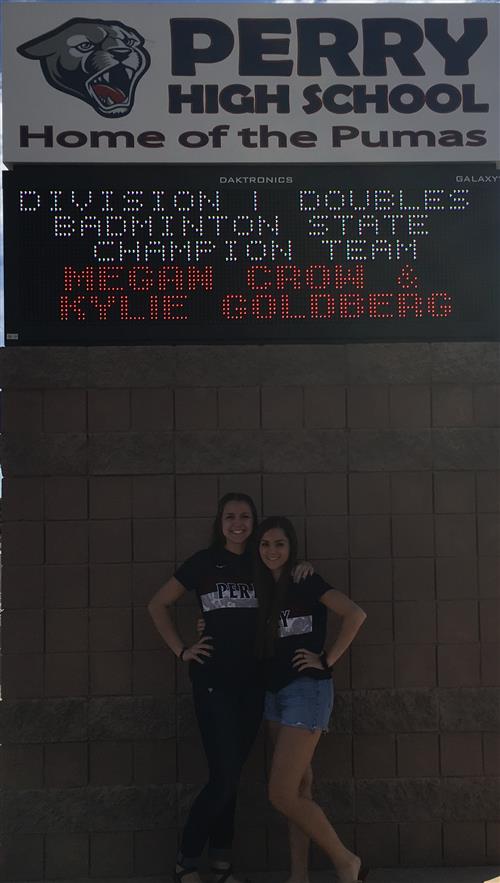 PERRY
HIGH SCHOOL
Home of the Pumas
DAKTRONICS GALAXY
DIVISION I DOUBLES
BADMINTON STATE
CHAMPION TEAM
MEGAN CROW &
KYLIE GOLDBERG
PER
Y